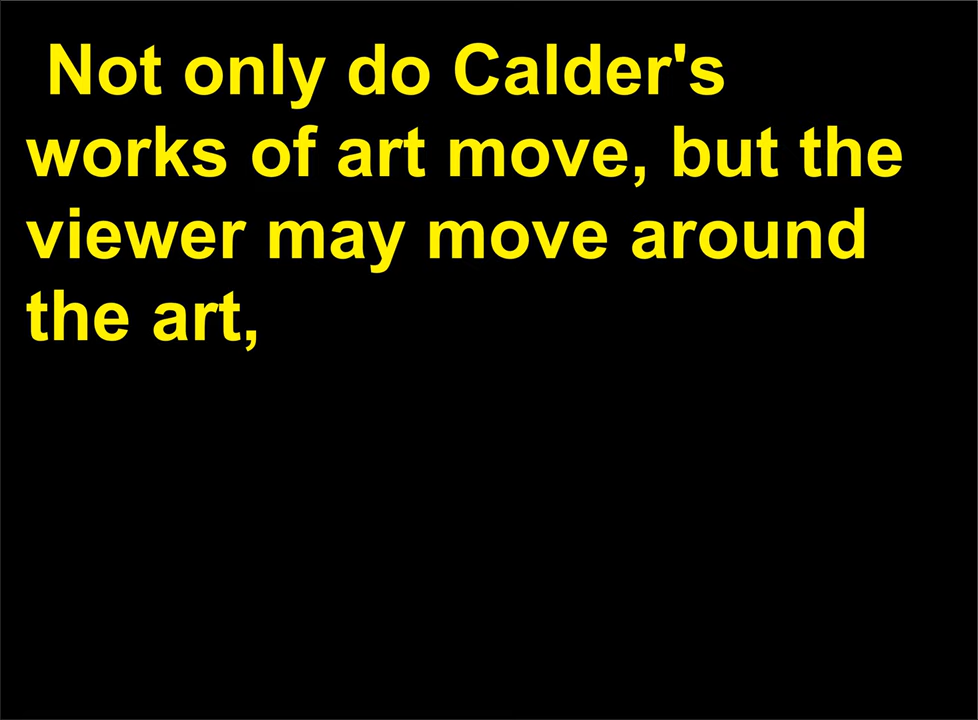 Not only do Calder's
works of art move, but the
viewer may move around
the art,